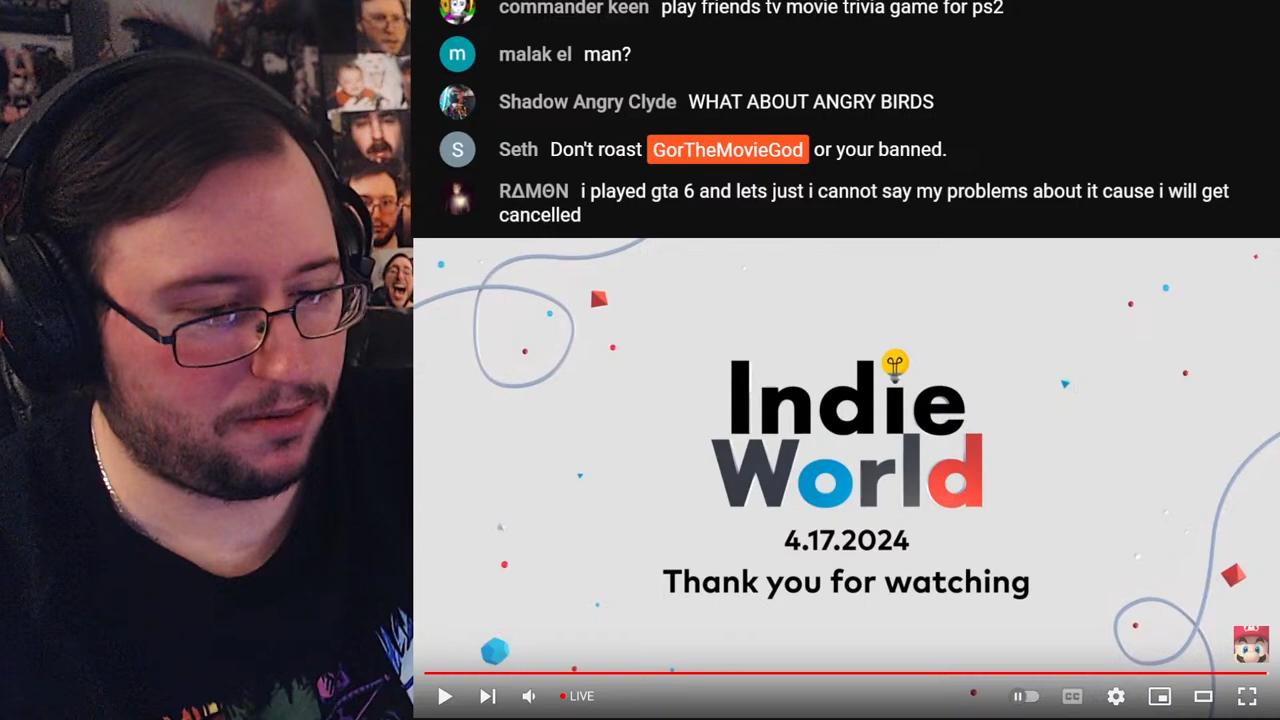 commander keen play friends tv movie trivia game for ps2
m malak el man?
Shadow Angry Clyde WHAT ABOUT ANGRY BIRDS
S Seth Don't roast GorTheMovieGod or your banned.
RΔMΘN i played gta 6 and lets just i cannot say my problems about it cause i will get
cancelled
Indie
World
4.17.2024
Thank you for watching
LIVE
CC